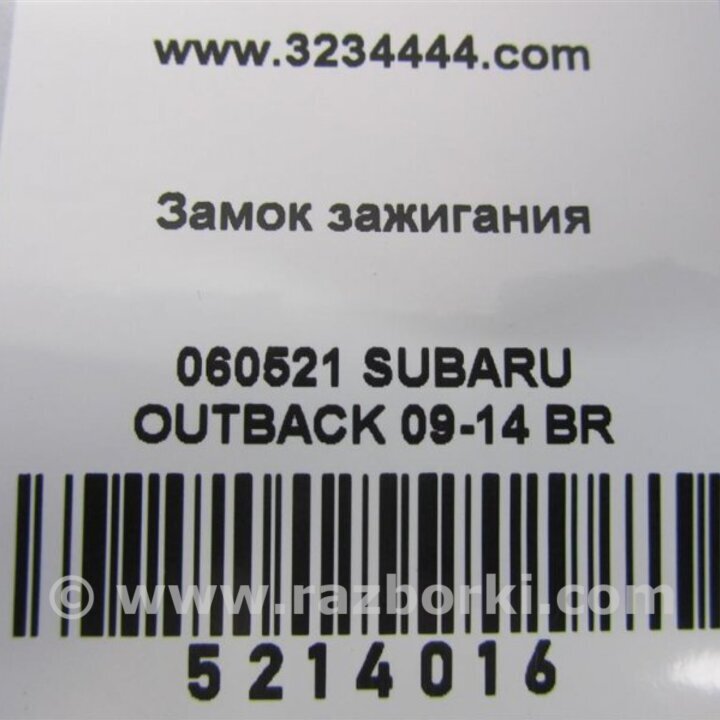 www.3234444.com
Замок зажигания
060521 SUBARU
OUTBACK 09-14 BR
© www.razborki.com
5214016